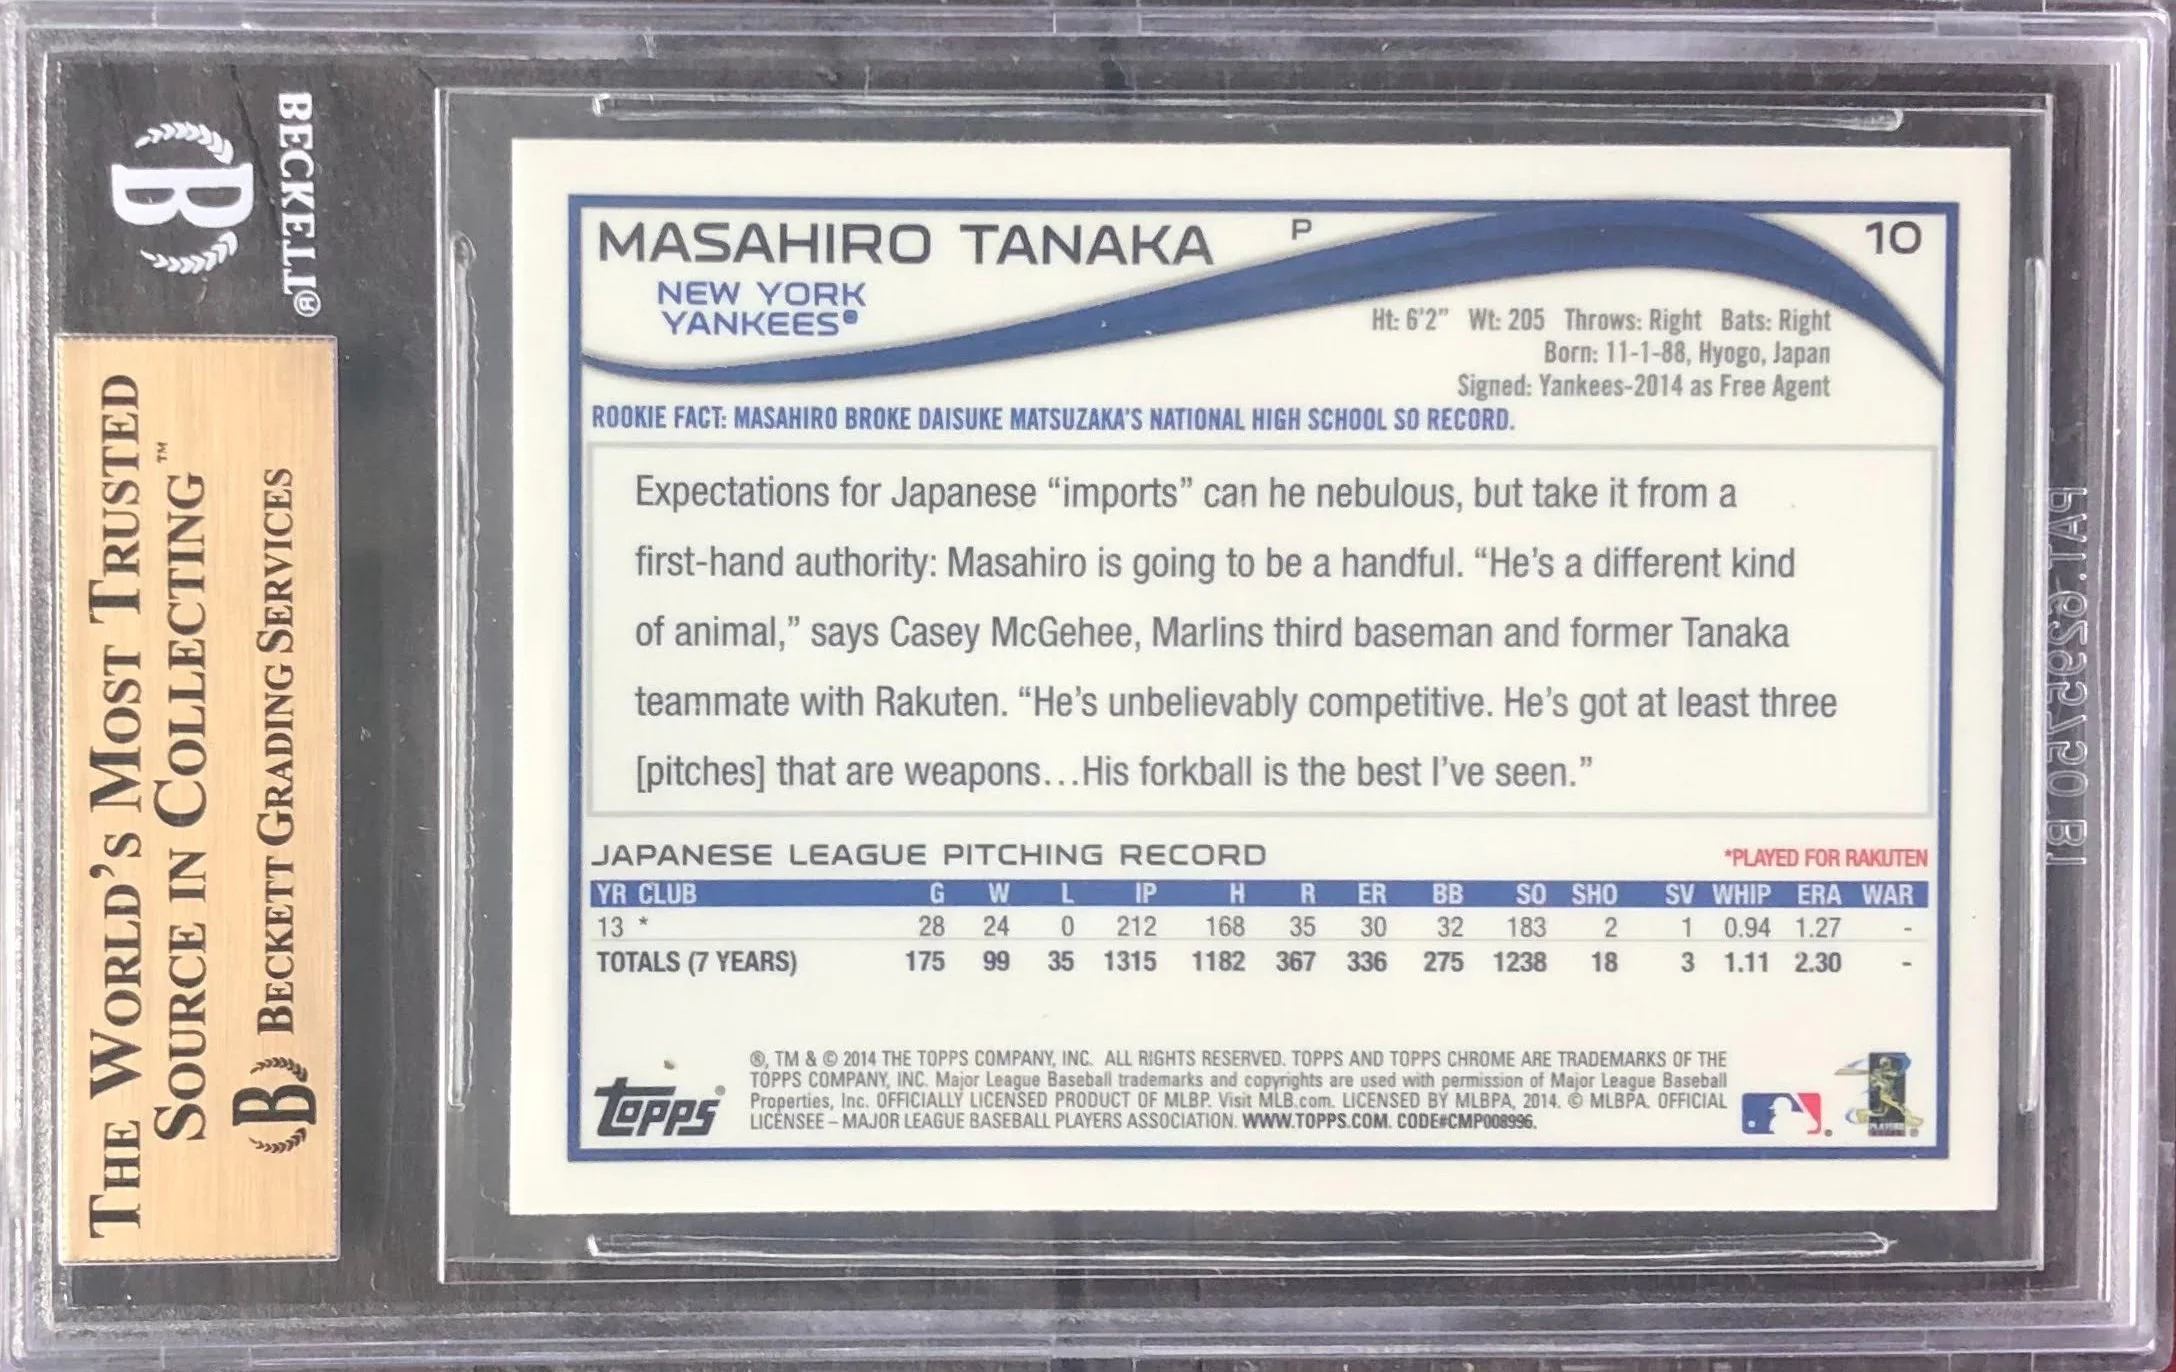 BECKETT®
B
THE WORLD'S MOST TRUSTED
SOURCE IN COLLECTING™
B BECKETT GRADING SERVICES
MASAHIRO TANAKA P 10
NEW YORK
YANKEES®
Ht: 6'2" Wt: 205 Throws: Right Bats: Right
Born: 11-1-88, Hyogo, Japan
Signed: Yankees-2014 as Free Agent
ROOKIE FACT: MASAHIRO BROKE DAISUKE MATSUZAKA'S NATIONAL HIGH SCHOOL SO RECORD.
Expectations for Japanese “imports” can he nebulous, but take it from a
first-hand authority: Masahiro is going to be a handful. “He's a different kind
of animal,” says Casey McGehee, Marlins third baseman and former Tanaka
teammate with Rakuten. “He's unbelievably competitive. He's got at least three
[pitches] that are weapons...His forkball is the best I've seen.”
JAPANESE LEAGUE PITCHING RECORD *PLAYED FOR RAKUTEN
YR CLUB G W L IP H R ER BB SO SHO SV WHIP ERA WAR
13 * 28 24 0 212 168 35 30 32 183 2 1 0.94 1.27 -
TOTALS (7 YEARS) 175 99 35 1315 1182 367 336 275 1238 18 3 1.11 2.30 -
®, TM & © 2014 THE TOPPS COMPANY, INC. ALL RIGHTS RESERVED. TOPPS AND TOPPS CHROME ARE TRADEMARKS OF THE
TOPPS COMPANY, INC. Major League Baseball trademarks and copyrights are used with permission of Major League Baseball
Properties, Inc. OFFICIALLY LICENSED PRODUCT OF MLBP. Visit MLB.com. LICENSED BY MLBPA, 2014. © MLBPA. OFFICIAL
LICENSEE – MAJOR LEAGUE BASEBALL PLAYERS ASSOCIATION. WWW.TOPPS.COM. CODE#CMP008996.
topps®
PAT. 6295750 B1